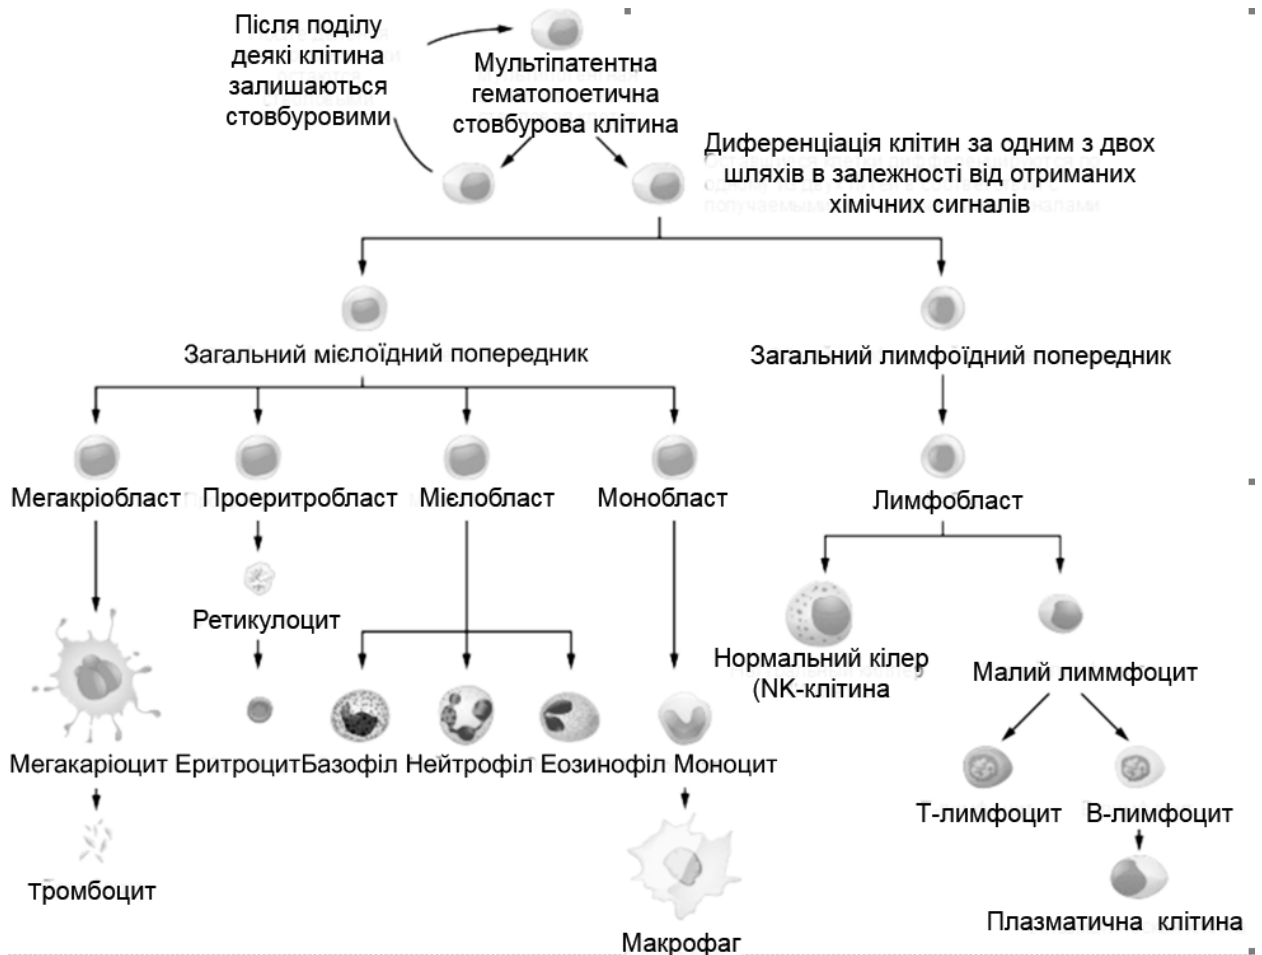 Після поділу
деякі клітина
залишаються
стовбуровими
Мультіпатентна
гематопоетична
стовбурова клітина
Диференціація клітин за одним з двох
шляхів в залежності від отриманих
хімічних сигналів
Загальний мієлоїдний попередник
Загальний лимфоїдний попередник
Мегакріобласт
Проеритробласт
Мієлобласт
Монобласт
Лимфобласт
Ретикулоцит
Нормальний кілер
(NK-клітина
Малий лиммфоцит
Мегакаріоцит
Еритроцит
Базофіл
Нейтрофіл
Еозинофіл
Моноцит
Т-лимфоцит
В-лимфоцит
тромбоцит
Макрофаг
Плазматична клітина